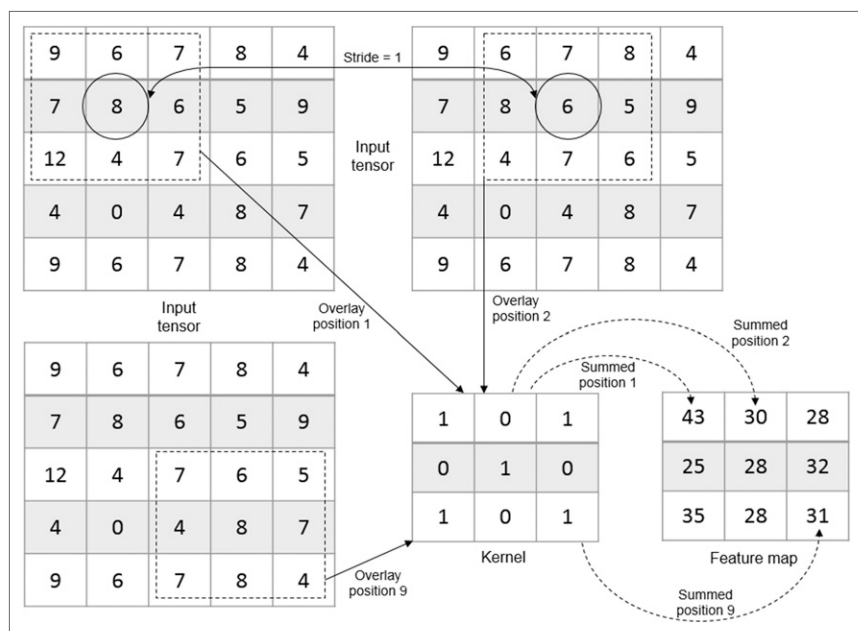 9 6 7 8 4
7 8 6 5 9
12 4 7 6 5
4 0 4 8 7
9 6 7 8 4
Input
tensor
Stride = 1
9 6 7 8 4
7 8 6 5 9
12 4 7 6 5
4 0 4 8 7
9 6 7 8 4
Input
tensor
Overlay
position 1
Overlay
position 2
Summed
position 2
Summed
position 1
9 6 7 8 4
7 8 6 5 9
12 4 7 6 5
4 0 4 8 7
9 6 7 8 4
Overlay
position 9
1 0 1
0 1 0
1 0 1
Kernel
43 30 28
25 28 32
35 28 31
Feature map
Summed
position 9